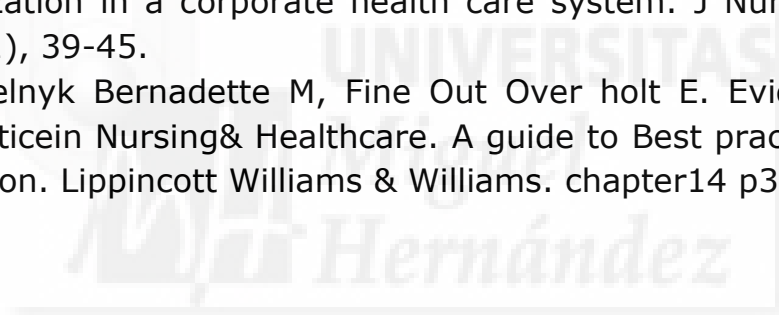 tation in a corporate health care system. J Nur
), 39-45.
UNIVERSITAS
elnyk Bernadette M, Fine Out Over holt E. Evi
ticein Nursing& Healthcare. A guide to Best prac
Miguel
on. Lippincott Williams & Williams. chapter14 p3
Hernández